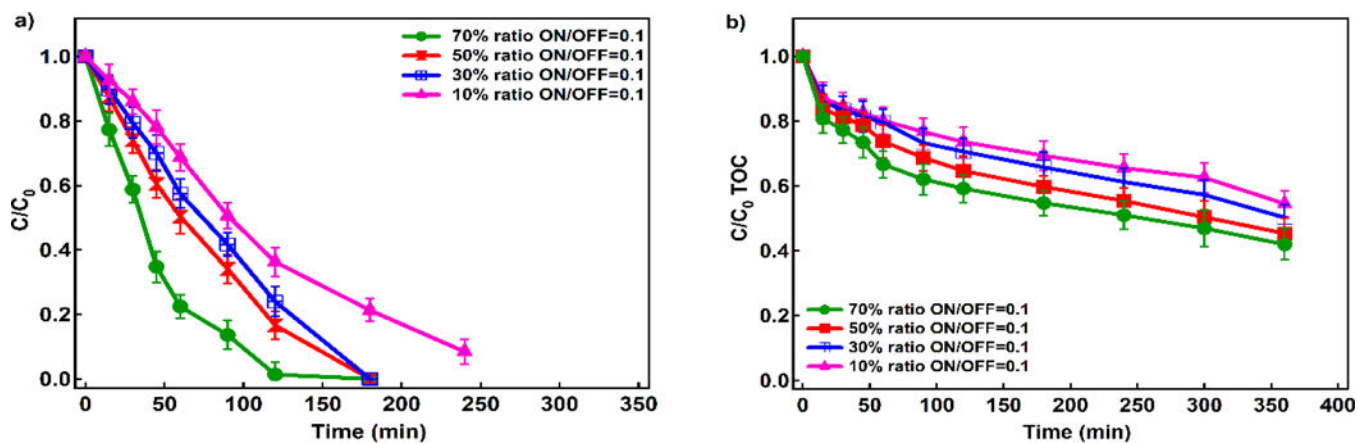 a)
70% ratio ON/OFF=0.1
50% ratio ON/OFF=0.1
30% ratio ON/OFF=0.1
10% ratio ON/OFF=0.1
1.0
0.8
0.6
0.4
0.2
0.0
C/C0
0 50 100 150 200 250 300 350
Time (min)
b)
1.0
0.8
0.6
0.4
0.2
0.0
C/C0 TOC
70% ratio ON/OFF=0.1
50% ratio ON/OFF=0.1
30% ratio ON/OFF=0.1
10% ratio ON/OFF=0.1
0 50 100 150 200 250 300 350 400
Time (min)